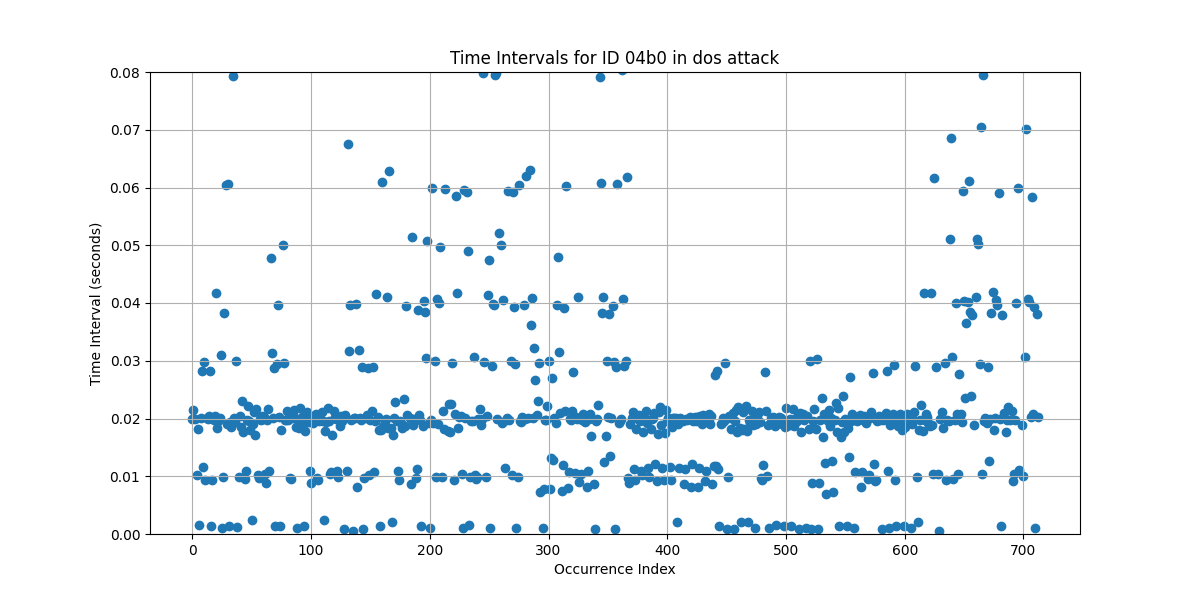 Time Intervals for ID 04b0 in dos attack
0.08
0.07
0.06
0.05
0.04
0.03
0.02
0.01
0.00
Time Interval (seconds)
0 100 200 300 400 500 600 700
Occurrence Index